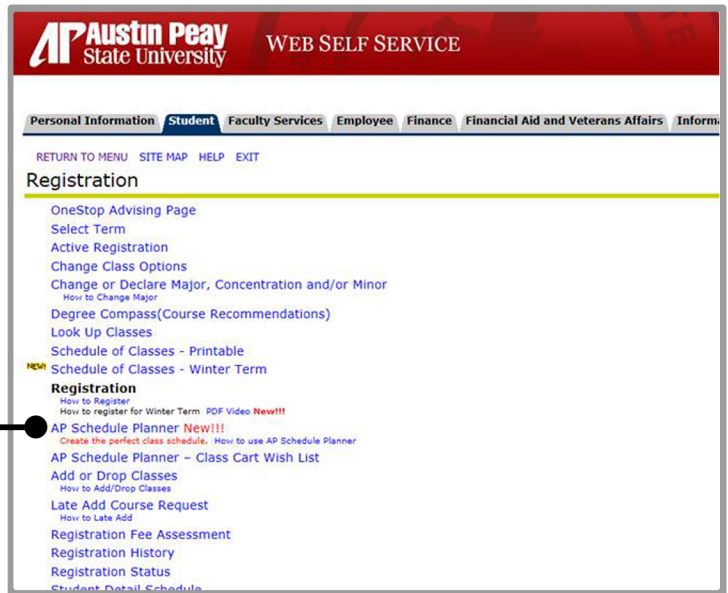 AP Austin Peay
State University
WEB SELF SERVICE
Personal Information Student Faculty Services Employee Finance Financial Aid and Veterans Affairs
RETURN TO MENU SITE MAP HELP EXIT
Registration
OneStop Advising Page
Select Term
Active Registration
Change Class Options
Change or Declare Major, Concentration and/or Minor
How to Change Major
Degree Compass(Course Recommendations)
Look Up Classes
Schedule of Classes - Printable
NEW! Schedule of Classes - Winter Term
Registration
How to Register
How to register for Winter Term PDF Video New!!!
AP Schedule Planner New!!!
Create the perfect class schedule. How to use AP Schedule Planner
AP Schedule Planner – Class Cart Wish List
Add or Drop Classes
How to Add/Drop Classes
Late Add Course Request
How to Late Add
Registration Fee Assessment
Registration History
Registration Status
Student Detail Schedule